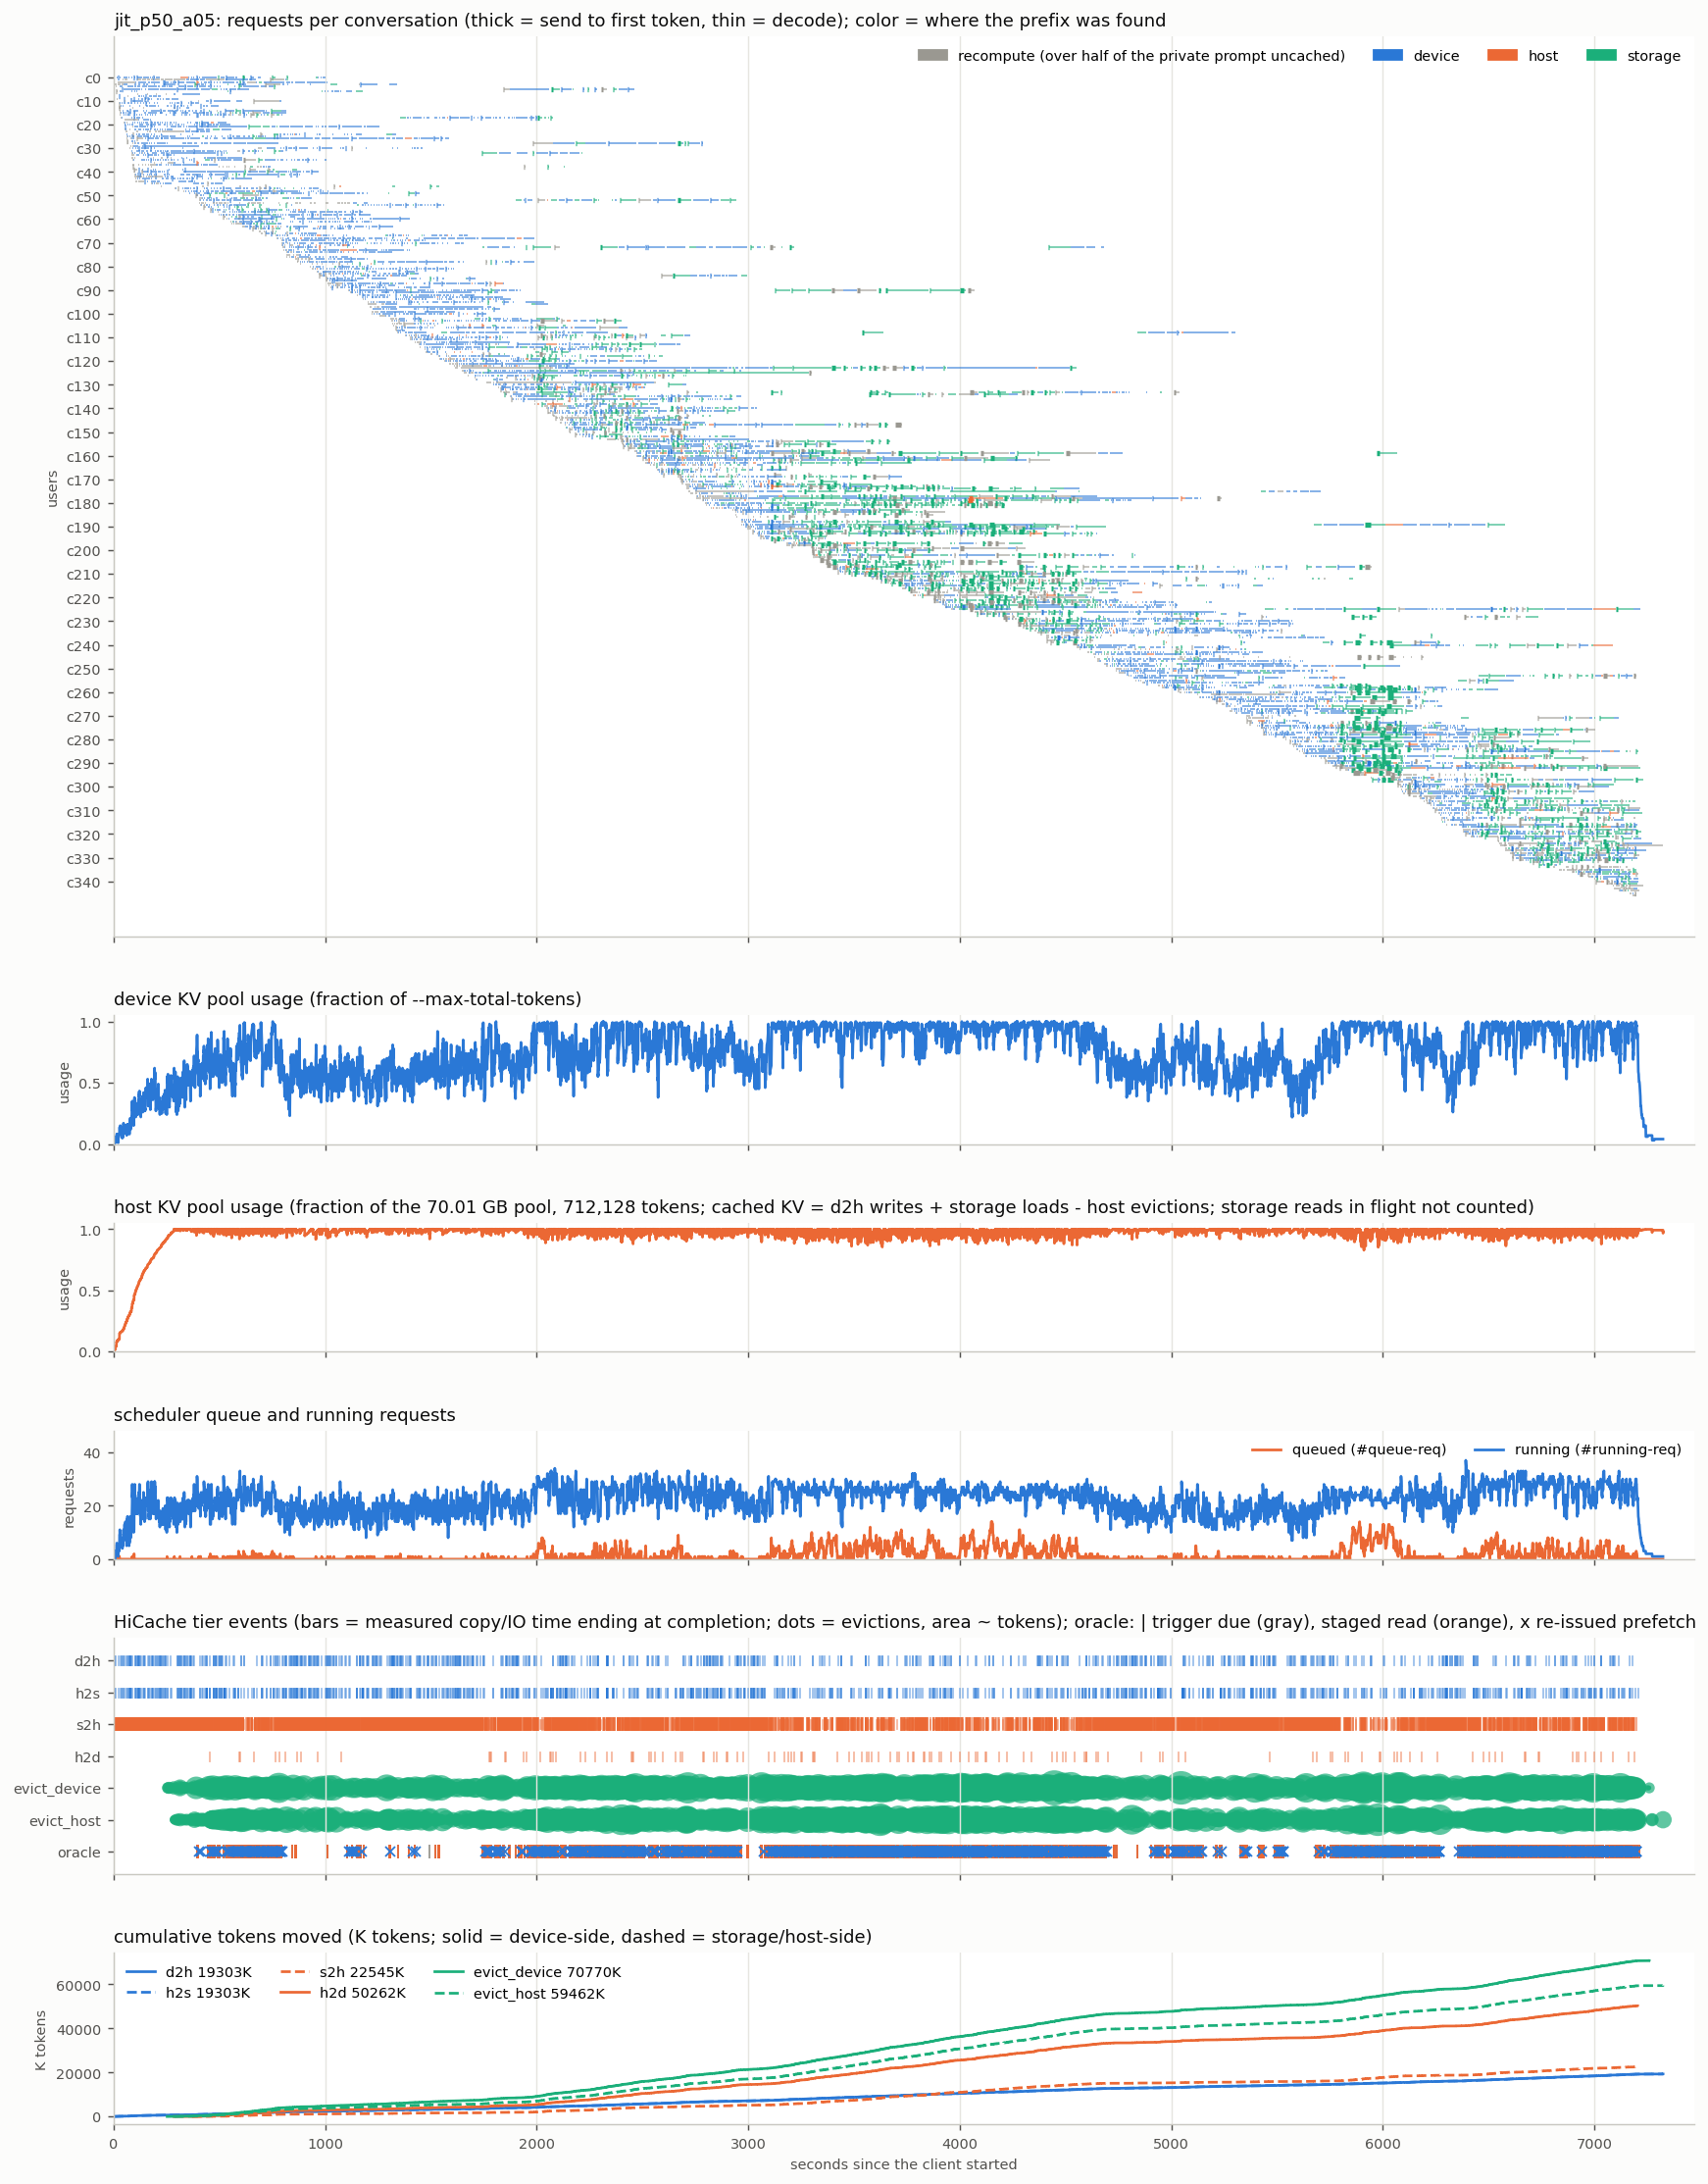 jit_p50_a05: requests per conversation (thick = send to first token, thin = decode); color = where the prefix was found
recompute (over half of the private prompt uncached) device host storage
c0
c10
c20
c30
c40
c50
c60
c70
c80
c90
c100
c110
c120
c130
c140
c150
c160
c170
c180
c190
c200
c210
c220
c230
c240
c250
c260
c270
c280
c290
c300
c310
c320
c330
c340
users
device KV pool usage (fraction of --max-total-tokens)
1.0
0.5
0.0
usage
host KV pool usage (fraction of the 70.01 GB pool, 712,128 tokens; cached KV = d2h writes + storage loads - host evictions; storage reads in flight not counted)
1.0
0.5
0.0
usage
scheduler queue and running requests
queued (#queue-req) running (#running-req)
40
20
0
requests
HiCache tier events (bars = measured copy/IO time ending at completion; dots = evictions, area ~ tokens); oracle: | trigger due (gray), staged read (orange), x re-issued prefetch
d2h
h2s
s2h
h2d
evict_device
evict_host
oracle
cumulative tokens moved (K tokens; solid = device-side, dashed = storage/host-side)
d2h 19303K s2h 22545K evict_device 70770K
h2s 19303K h2d 50262K evict_host 59462K
60000
40000
20000
0
K tokens
0 1000 2000 3000 4000 5000 6000 7000
seconds since the client started